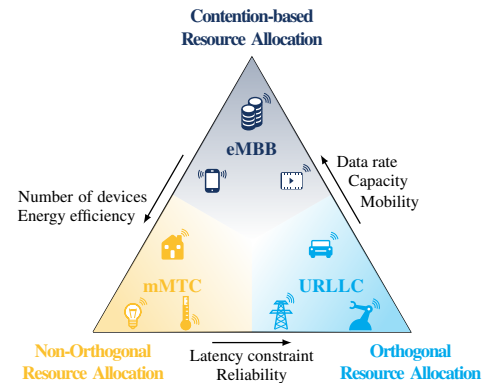 Contention-based
Resource Allocation
eMBB
Data rate
Capacity
Mobility
Number of devices
Energy efficiency
mMTC
URLLC
Non-Orthogonal
Resource Allocation
Latency constraint
Reliability
Orthogonal
Resource Allocation